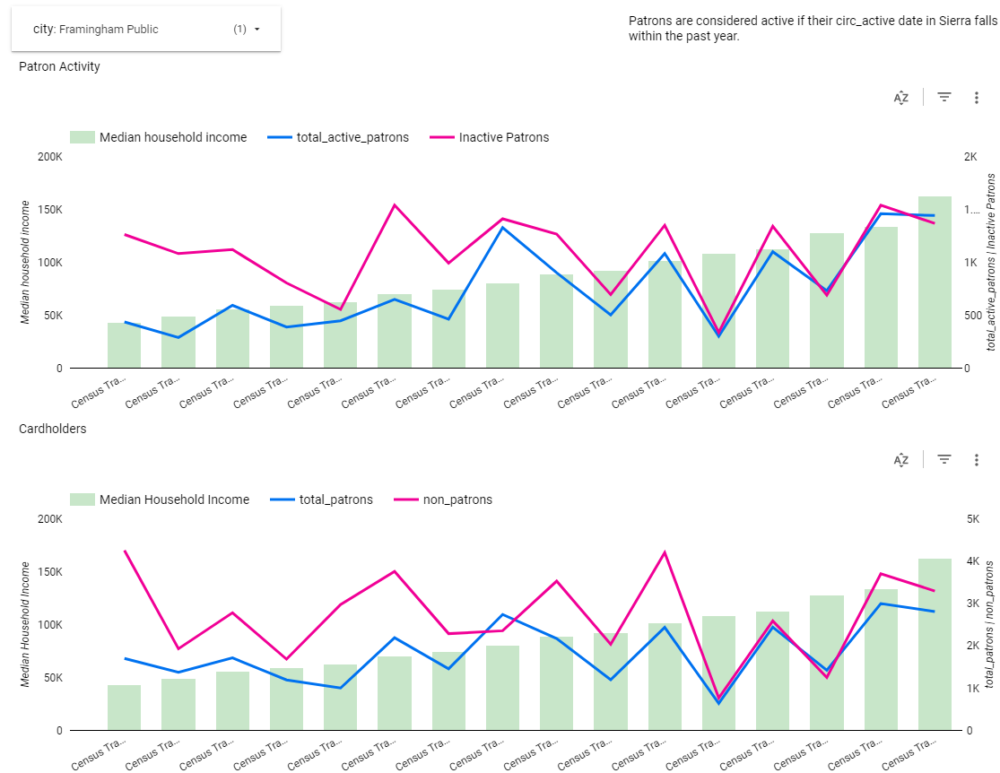 city: Framingham Public (1)
Patrons are considered active if their circ_active date in Sierra falls
within the past year.
Patron Activity
AZ
Median household income total_active_patrons Inactive Patrons
200K 2K
150K 1....
100K 1K
50K 500
0 0
Median household income
total_active_patrons | Inactive Patrons
Census Tra... Census Tra... Census Tra... Census Tra... Census Tra... Census Tra... Census Tra... Census Tra... Census Tra... Census Tra... Census Tra... Census Tra... Census Tra... Census Tra... Census Tra... Census Tra...
Cardholders
AZ
Median Household Income total_patrons non_patrons
200K 5K
4K
150K
3K
100K
2K
50K
1K
0 0
Median Household Income
total_patrons | non_patrons
Census Tra... Census Tra... Census Tra... Census Tra... Census Tra... Census Tra... Census Tra... Census Tra... Census Tra... Census Tra... Census Tra... Census Tra... Census Tra... Census Tra... Census Tra... Census Tra...